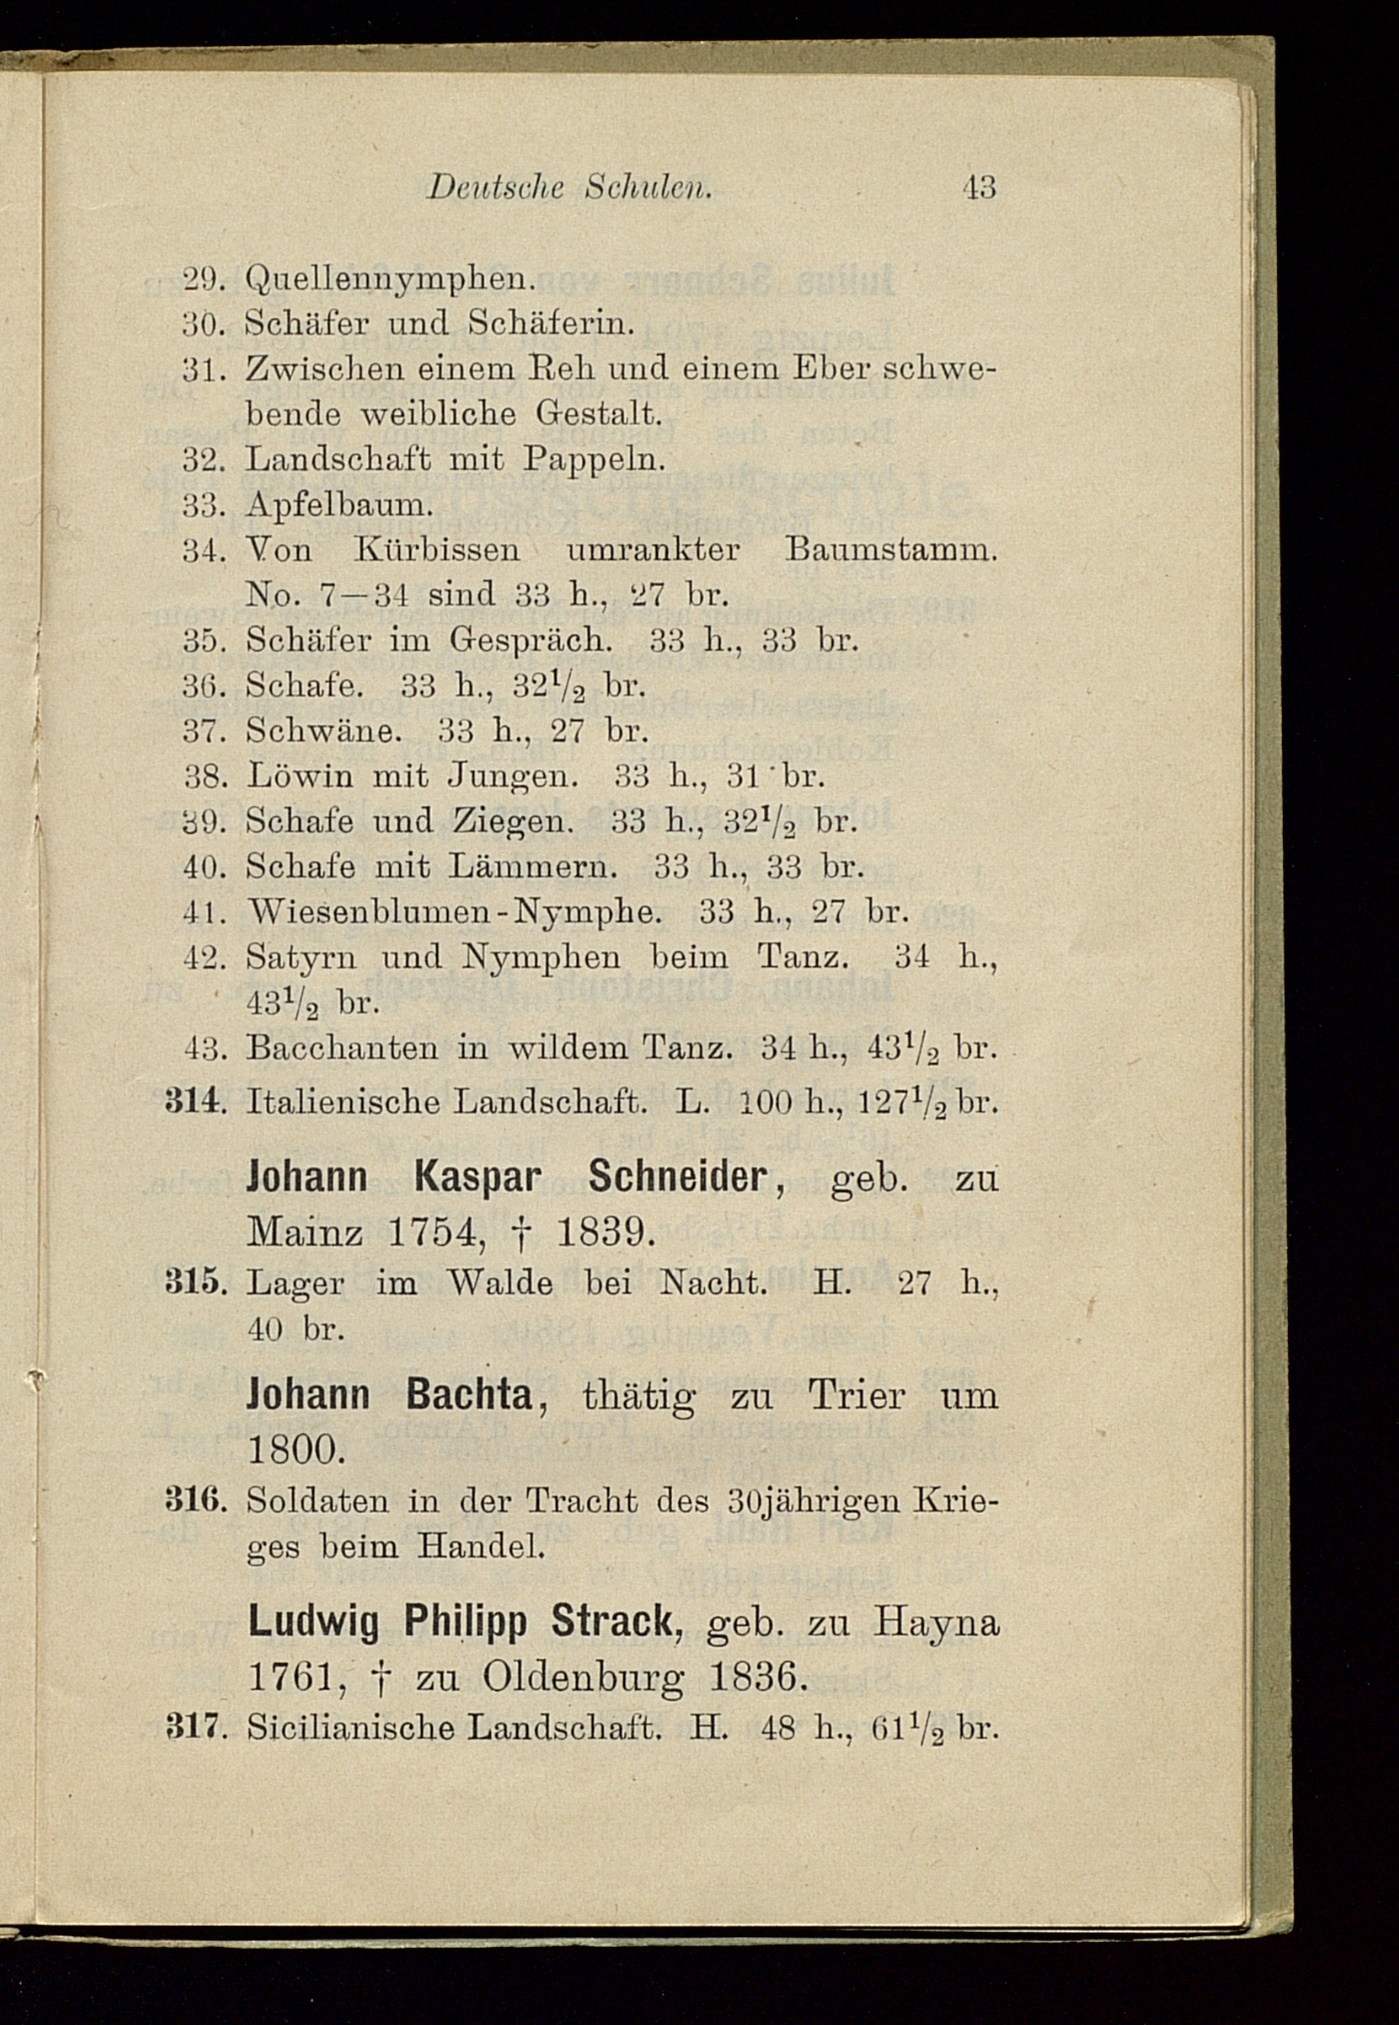 Deutsche Schulen. 43
29. Quellennymphen.
30. Schäfer und Schäferin.
31. Zwischen einem Reh und einem Eber schwe-
bende weibliche Gestalt.
32. Landschaft mit Pappeln.
33. Apfelbaum.
34. Von Kürbissen umrankter Baumstamm.
No. 7—34 sind 33 h., 27 br.
35. Schäfer im Gespräch. 33 h., 33 br.
36. Schafe. 33 h., 32½ br.
37. Schwäne. 33 h., 27 br.
38. Löwin mit Jungen. 33 h., 31 br.
39. Schafe und Ziegen. 33 h., 32½ br.
40. Schafe mit Lämmern. 33 h., 33 br.
41. Wiesenblumen-Nymphe. 33 h., 27 br.
42. Satyrn und Nymphen beim Tanz. 34 h.,
43½ br.
43. Bacchanten in wildem Tanz. 34 h., 43½ br.
314. Italienische Landschaft. L. 100 h., 127½ br.
Johann Kaspar Schneider, geb. zu
Mainz 1754, † 1839.
315. Lager im Walde bei Nacht. H. 27 h.,
40 br.
Johann Bachta, thätig zu Trier um
1800.
316. Soldaten in der Tracht des 30jährigen Krie-
ges beim Handel.
Ludwig Philipp Strack, geb. zu Hayna
1761, † zu Oldenburg 1836.
317. Sicilianische Landschaft. H. 48 h., 61½ br.